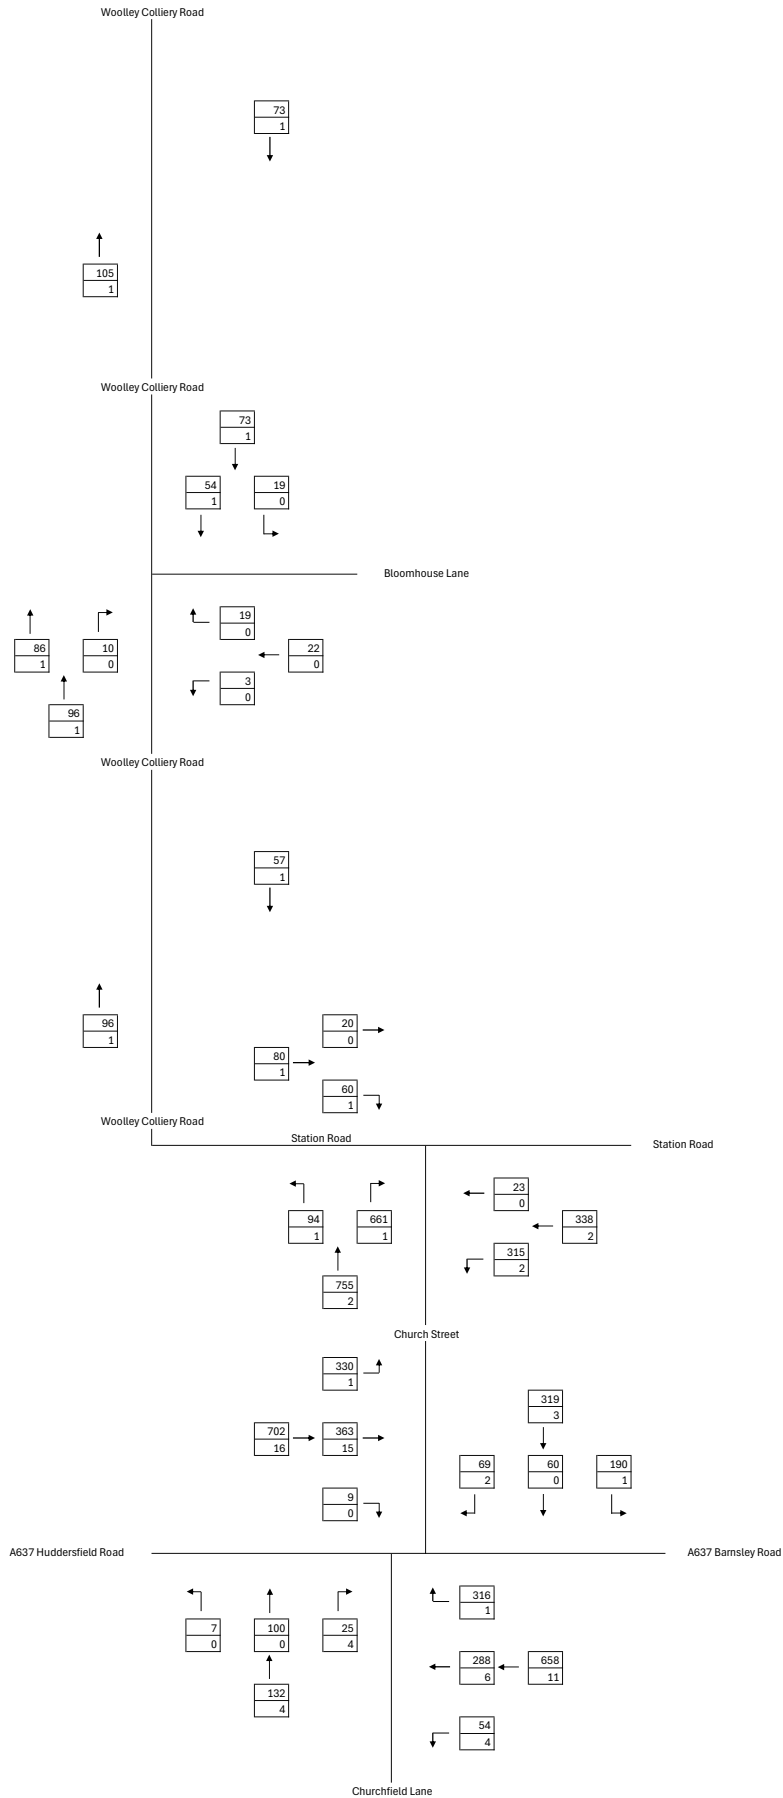 Woolley Colliery Road
73
1
105
1
Woolley Colliery Road
73
1
54 19
1 0
Bloomhouse Lane
19
0
86 10 22
1 0 0
3
0
96
1
Woolley Colliery Road
57
1
96 20
1 0
80
1
60
1
Woolley Colliery Road
Station Road
Station Road
23
0
94 661 338
1 1 2
315
2
755
2
Church Street
330
1
319
3
702 363
16 15
69 60 190
2 0 1
9
0
A637 Huddersfield Road A637 Barnsley Road
316
1
7 100 25
0 0 4
288 658
6 11
132
4
54
4
Churchfield Lane